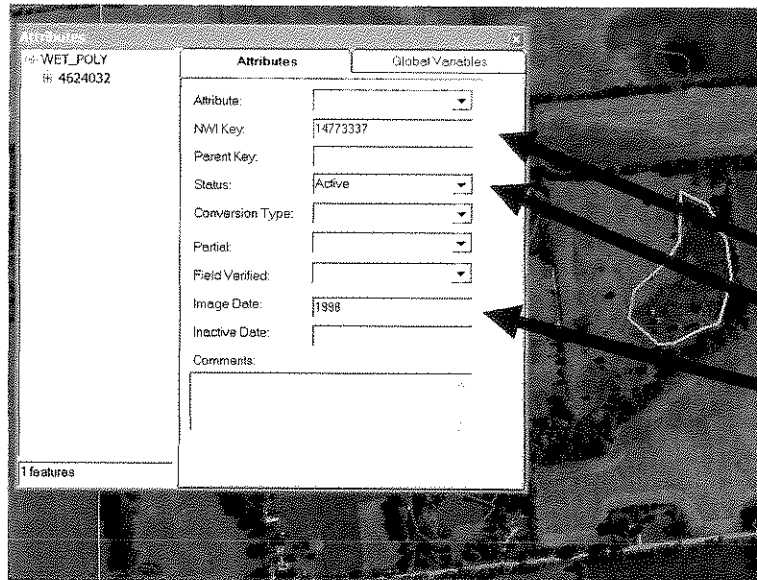 Attributes
WET_POLY
4624032
Attributes
Global Variables
Attribute:
NWI Key: 14773337
Parent Key:
Status: Active
Conversion Type:
Partial:
Field Verified:
Image Date: 1998
Inactive Date:
Comments:
1 features